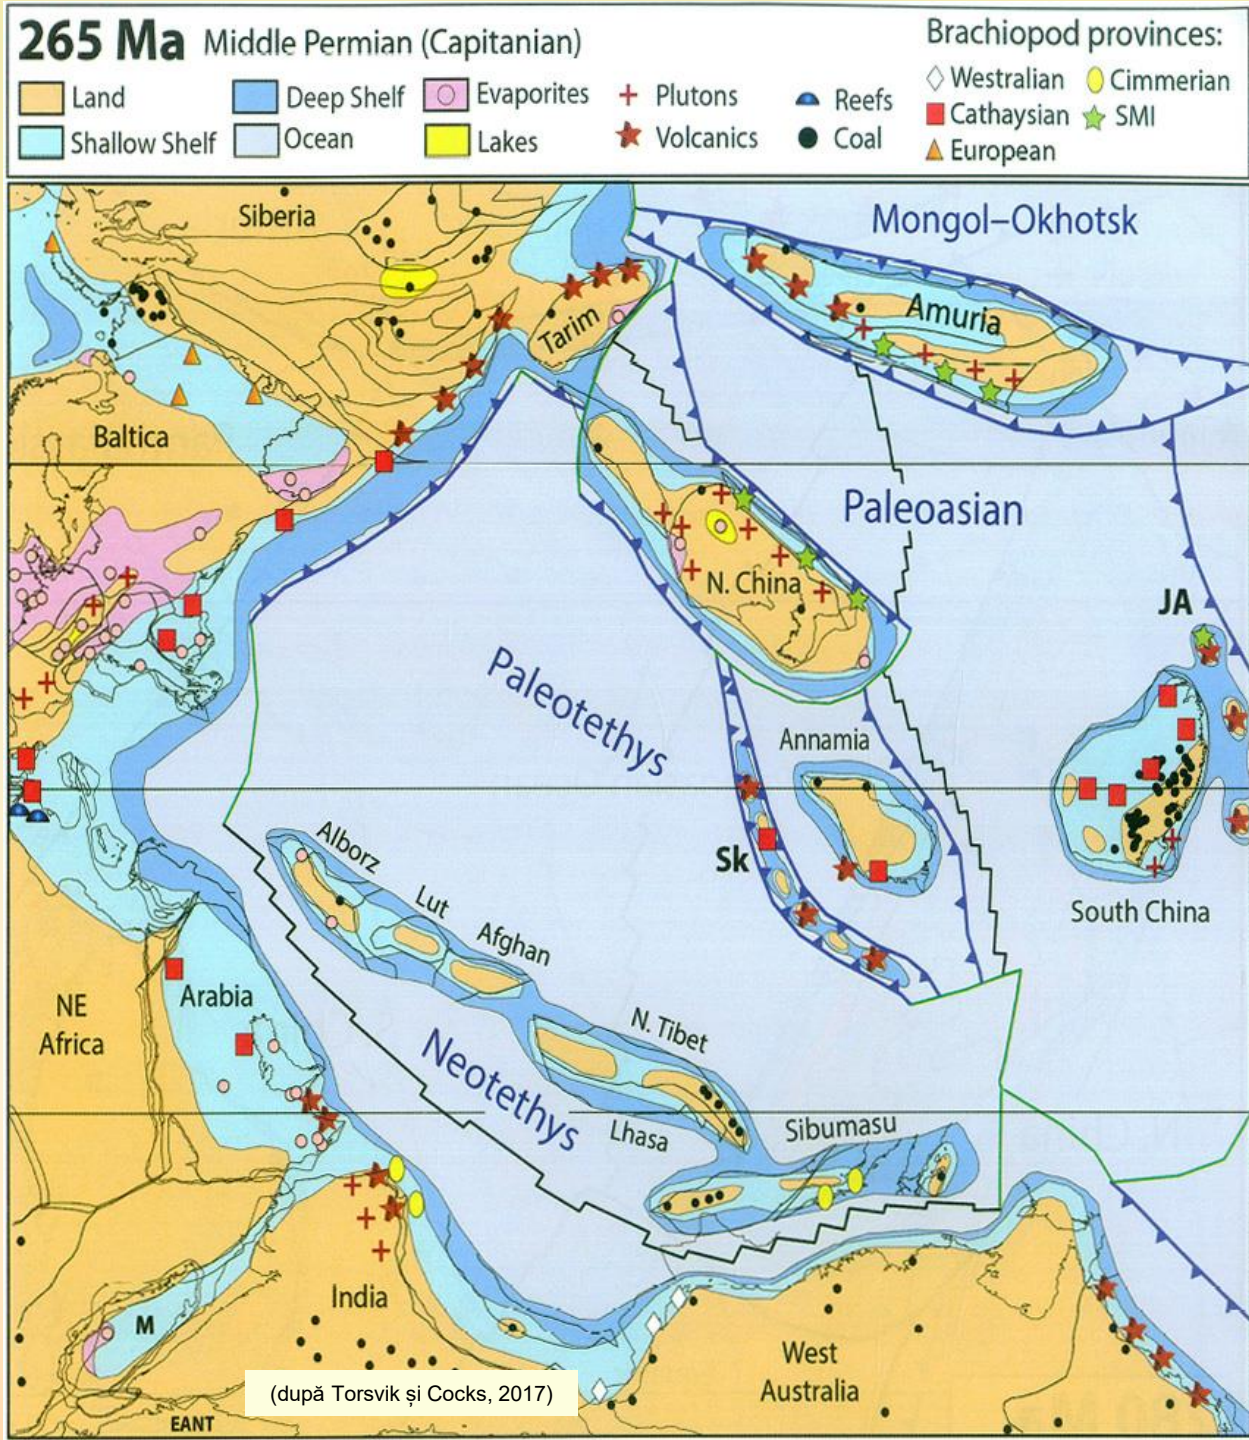 265 Ma Middle Permian (Capitanian)
Land
Deep Shelf
Evaporites
Plutons
Reefs
Shallow Shelf
Ocean
Lakes
Volcanics
Coal
Brachiopod provinces:
Westralian
Cimmerian
Cathaysian
SMI
European
Siberia
Mongol–Okhotsk
Tarim
Amuria
Baltica
Paleoasian
N. China
JA
Paleotethys
Annamia
Alborz
Sk
Lut
South China
Afghan
Arabia
NE
Africa
N. Tibet
Neotethys
Lhasa
Sibumasu
India
M
West
Australia
(după Torsvik și Cocks, 2017)
EANT